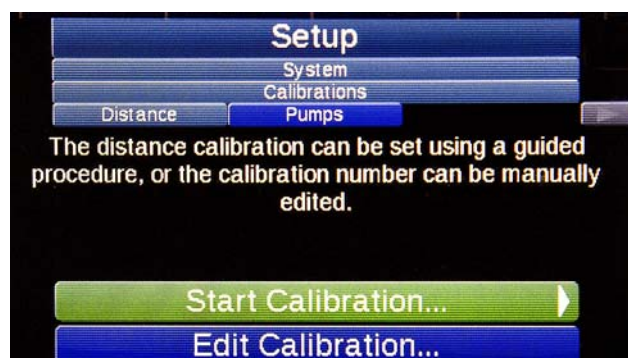 Setup
System
Calibrations
Distance Pumps
The distance calibration can be set using a guided
procedure, or the calibration number can be manually
edited.
Start Calibration...
Edit Calibration...